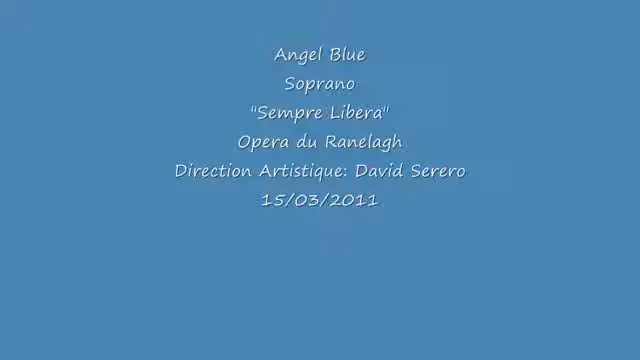 Angel Blue
Soprano
"Sempre Libera"
Opera du Ranelagh
Direction Artistique: David Serero
15/03/2011